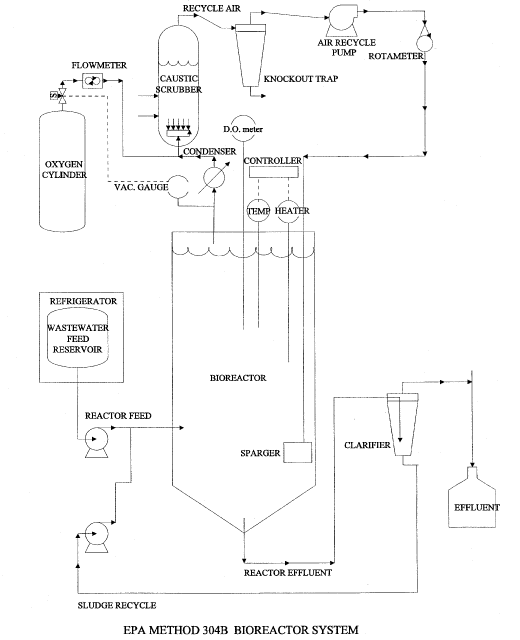 RECYCLE AIR
FLOWMETER
CAUSTIC
SCRUBBER
KNOCKOUT TRAP
AIR RECYCLE
PUMP
ROTAMETER
S
D.O. meter
OXYGEN
CYLINDER
CONDENSER
CONTROLLER
VAC. GAUGE
TEMP
HEATER
REFRIGERATOR
WASTEWATER
FEED
RESERVOIR
BIOREACTOR
REACTOR FEED
SPARGER
CLARIFIER
EFFLUENT
REACTOR EFFLUENT
SLUDGE RECYCLE
EPA METHOD 304B BIOREACTOR SYSTEM